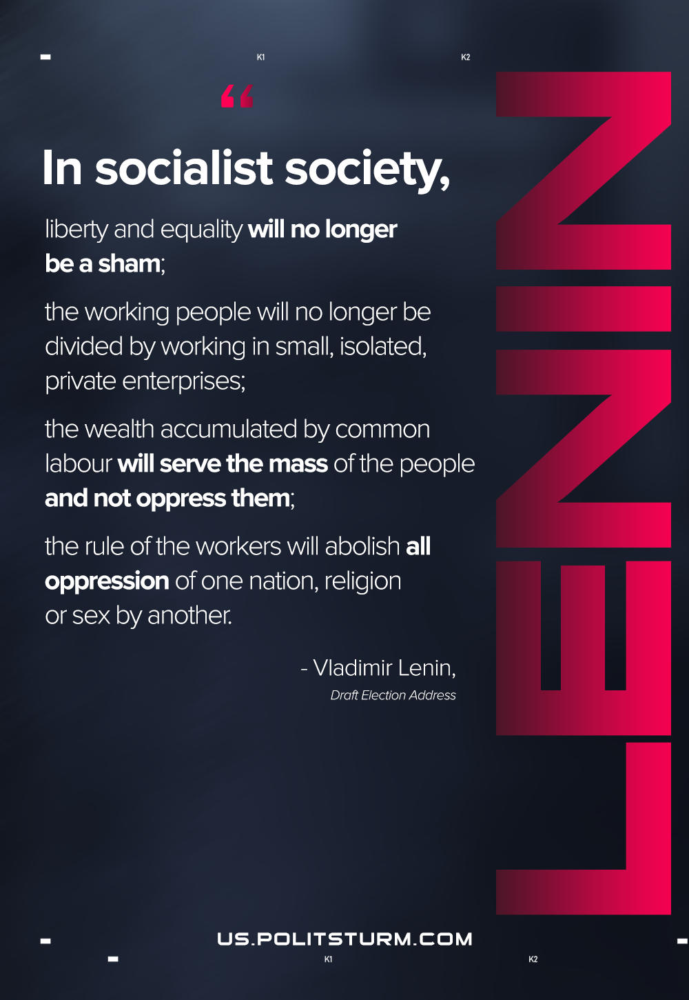 K1 K2
“
In socialist society,
liberty and equality will no longer
be a sham;
the working people will no longer be
divided by working in small, isolated,
private enterprises;
the wealth accumulated by common
labour will serve the mass of the people
and not oppress them;
the rule of the workers will abolish all
oppression of one nation, religion
or sex by another.
- Vladimir Lenin,
Draft Election Address
LENIN
US.POLITSTURM.COM
K1 K2